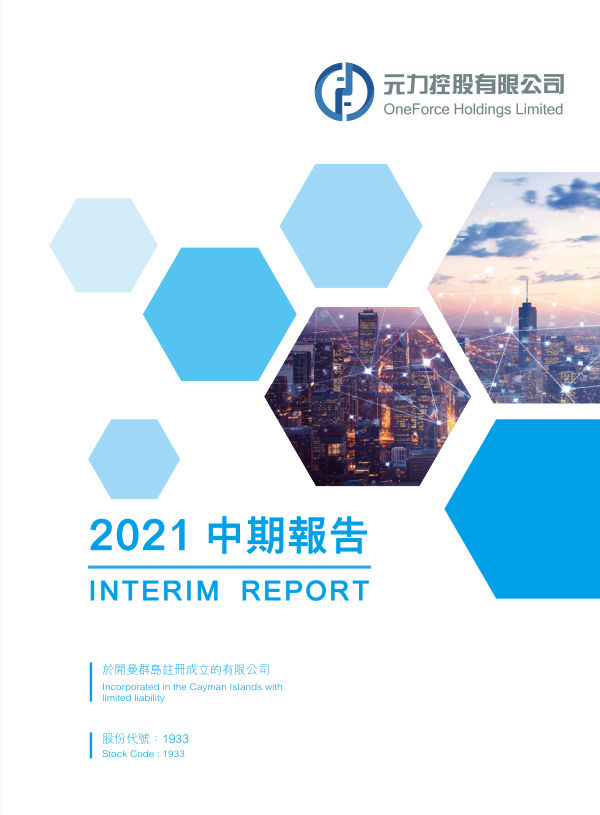 元力控股有限公司
OneForce Holdings Limited
2021 中期報告
INTERIM REPORT
於開曼群島註冊成立的有限公司
Incorporated in the Cayman Islands with
limited liability
股份代號：1933
Stock Code : 1933